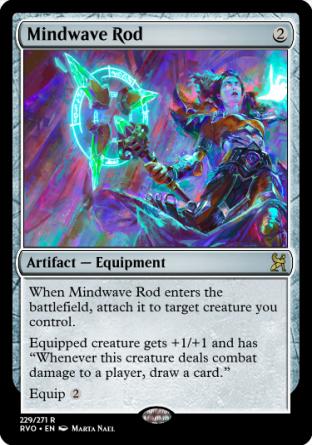 Mindwave Rod 2
Artifact — Equipment
When Mindwave Rod enters the
battlefield, attach it to target creature you
control.
Equipped creature gets +1/+1 and has
“Whenever this creature deals combat
damage to a player, draw a card.”
Equip 2
229/271 R
RVO • EN Marta Nael